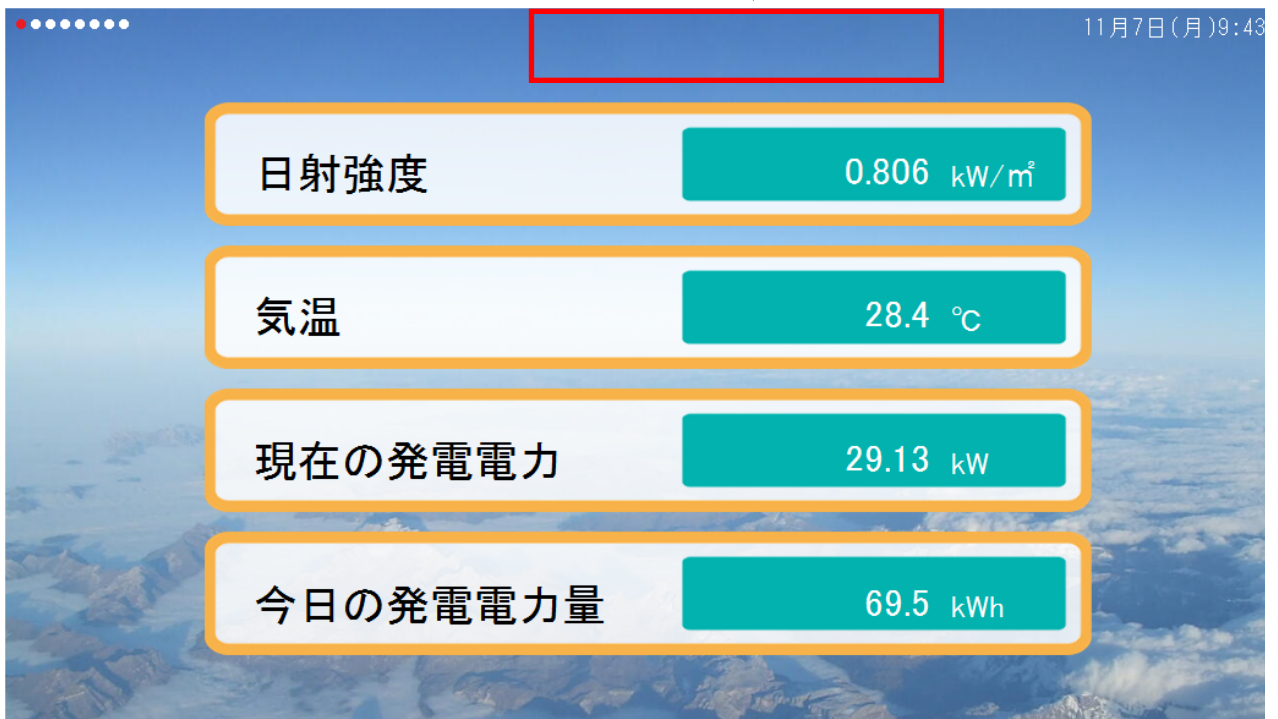 11月7日(月)9:43
日射強度 0.806 kW/㎡
気温 28.4 ℃
現在の発電電力 29.13 kW
今日の発電電力量 69.5 kWh